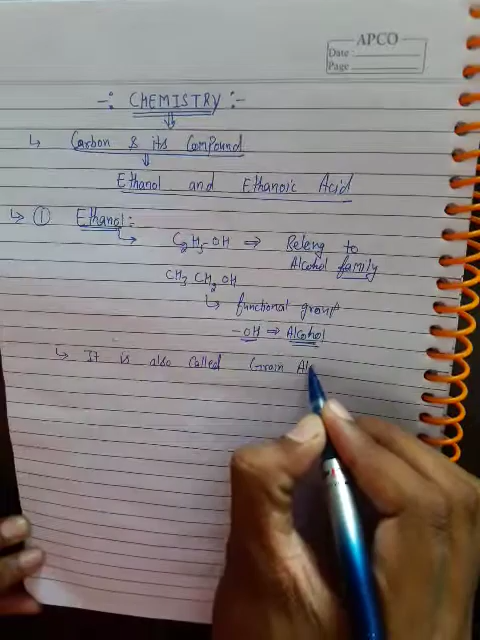 APCO
Date
Page
-: CHEMISTRY :-
Carbon & its Compound
Ethanol and Ethanoic Acid
① Ethanol:
C2H5-OH ⇒ Releng to
Alcohol family
CH3 CH2 OH
functional group
-OH ⇒ Alcohol
It is also called Grain Al